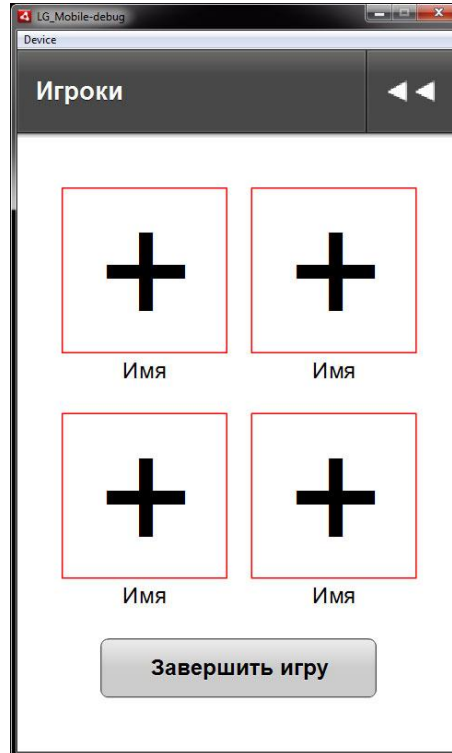 LG_Mobile-debug
Device
Игроки
Имя
Имя
Имя
Имя
Завершить игру